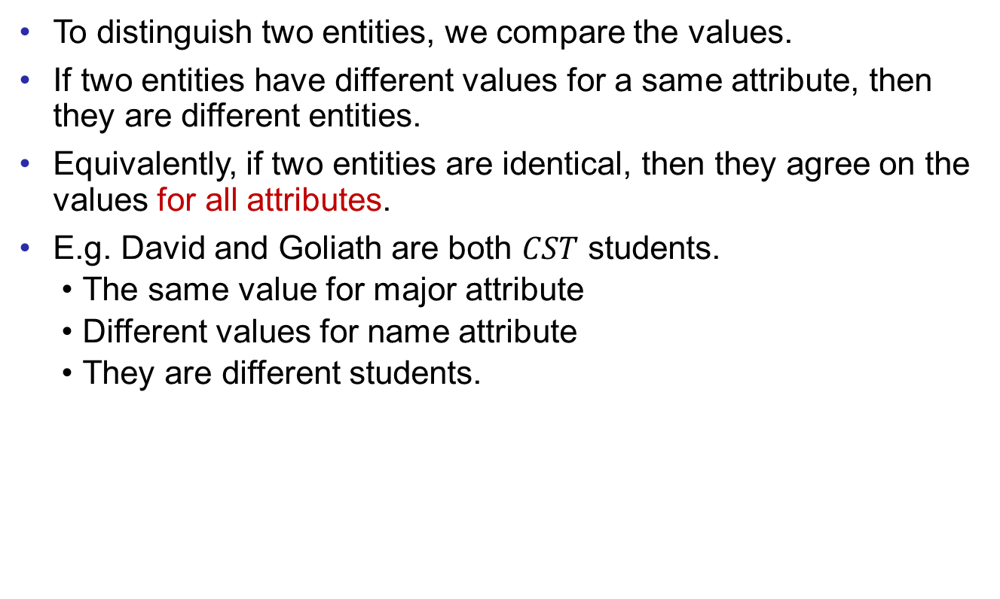 • To distinguish two entities, we compare the values.
• If two entities have different values for a same attribute, then
they are different entities.
• Equivalently, if two entities are identical, then they agree on the
values for all attributes.
• E.g. David and Goliath are both CST students.
• The same value for major attribute
• Different values for name attribute
• They are different students.